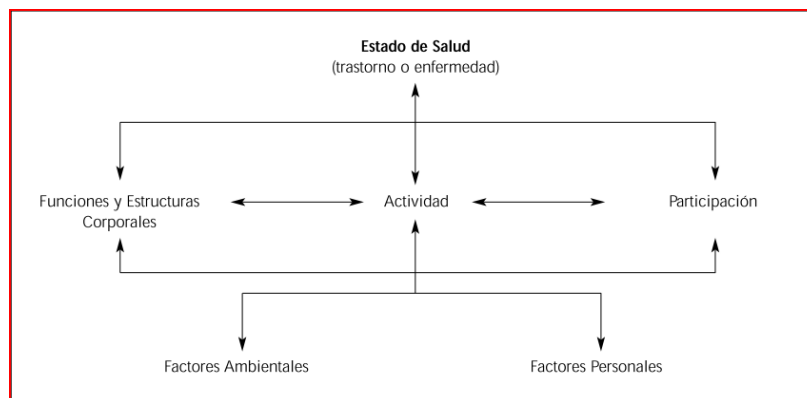 Estado de Salud
(trastorno o enfermedad)
Funciones y Estructuras
Corporales
Actividad
Participación
Factores Ambientales
Factores Personales